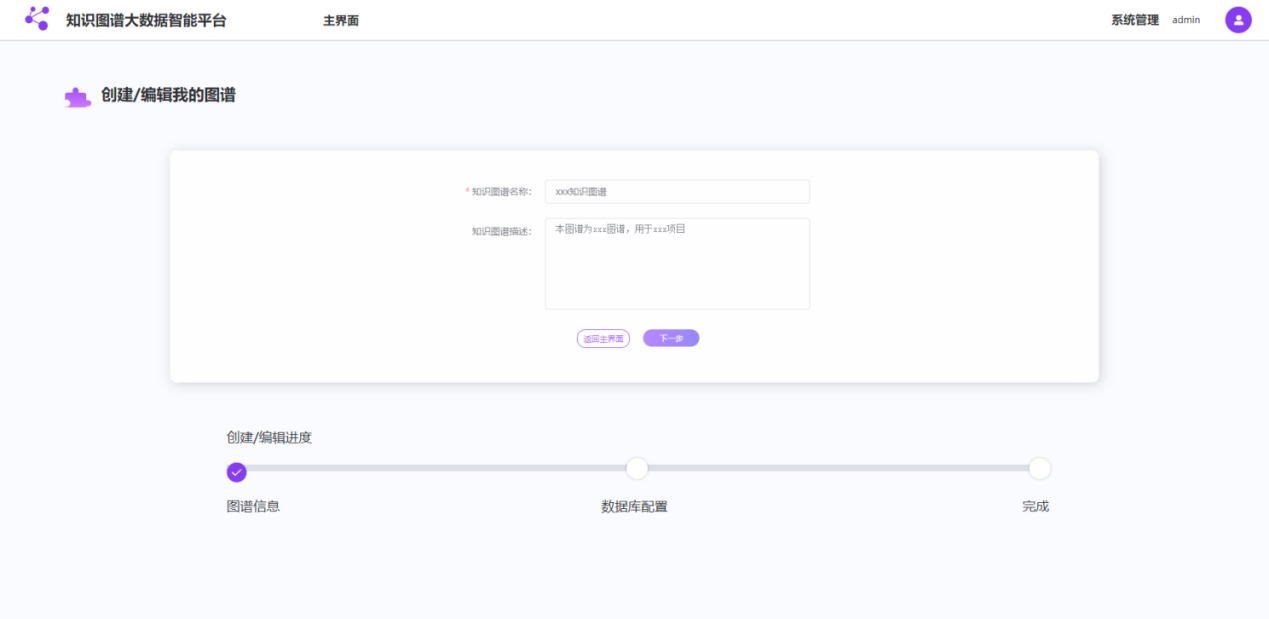 知识图谱大数据智能平台 主界面 系统管理 admin
创建/编辑我的图谱
* 知识图谱名称: xxx知识图谱
知识图谱描述: 本图谱为xxx图谱，用于xxx项目
返回主界面 下一步
创建/编辑进度
图谱信息 数据库配置 完成